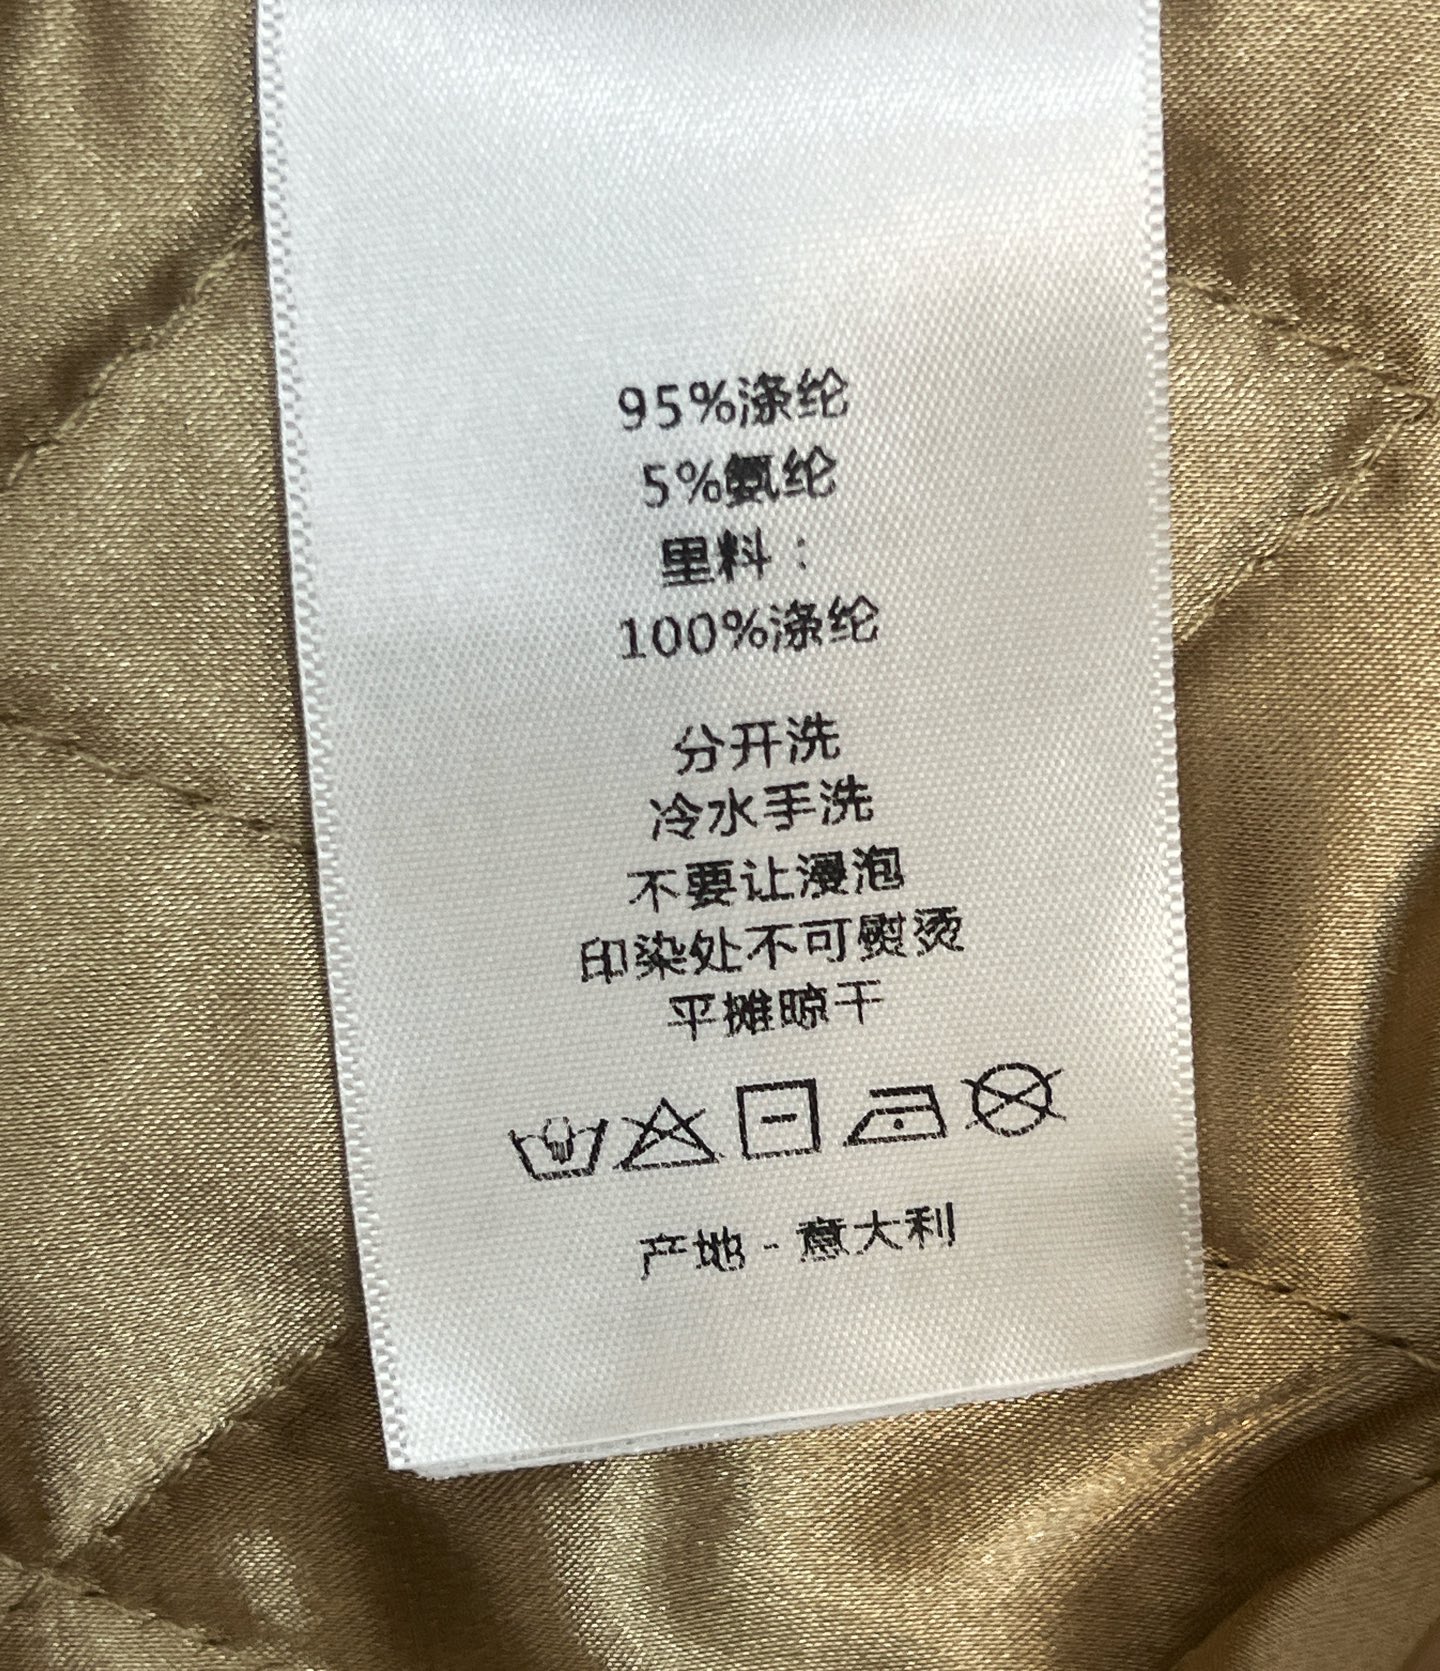 95%涤纶
5%氨纶
里料：
100%涤纶
分开洗
冷水手洗
不要让浸泡
印染处不可熨烫
平摊晾干
产地 - 意大利